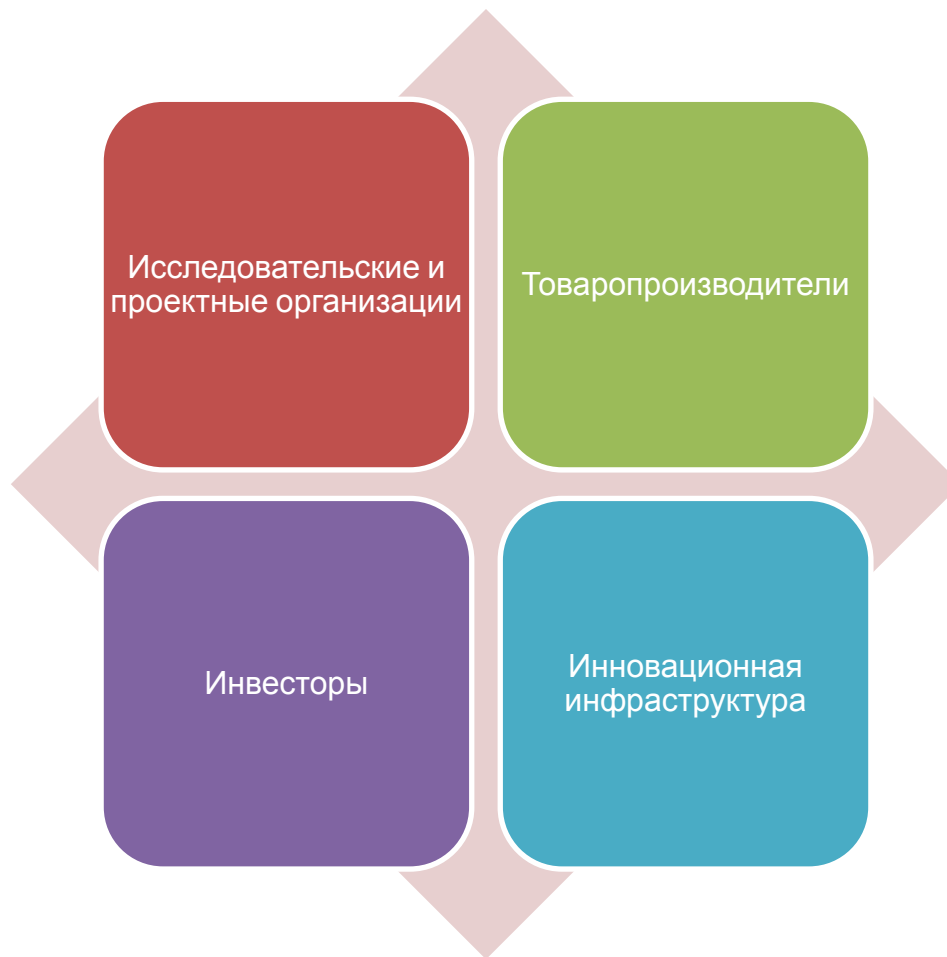 Исследовательские и
проектные организации
Товаропроизводители
Инвесторы
Инновационная
инфраструктура